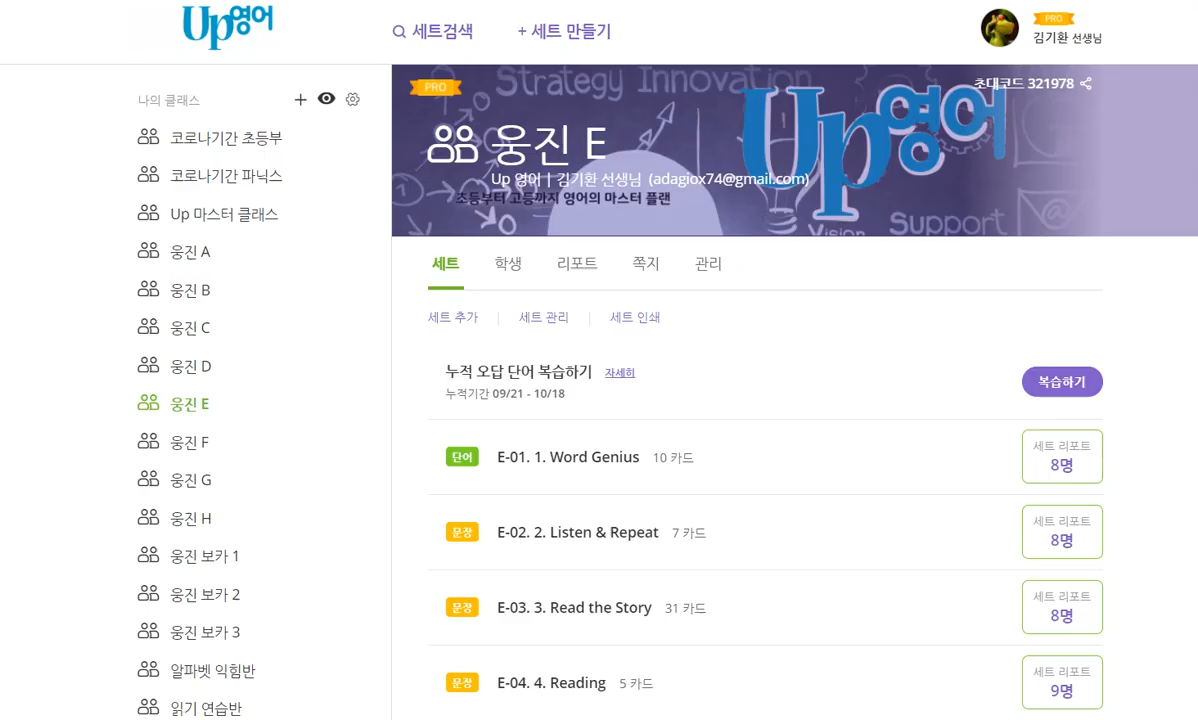 Up영어
세트검색
+ 세트 만들기
PRO
김기환 선생님
나의 클래스
코로나기간 초등부
코로나기간 파닉스
Up 마스터 클래스
웅진 A
웅진 B
웅진 C
웅진 D
웅진 E
웅진 F
웅진 G
웅진 H
웅진 보카 1
웅진 보카 2
웅진 보카 3
알파벳 익힘반
읽기 연습반
PRO
Strategy Innovation
초대코드 321978
웅진 E
Up영어
Up 영어 | 김기환 선생님 (adagiox74@gmail.com)
초등부터 고등까지 영어의 마스터 플랜
Support
Vision
세트 학생 리포트 쪽지 관리
세트 추가 | 세트 관리 | 세트 인쇄
누적 오답 단어 복습하기 자세히
누적기간 09/21 - 10/18
복습하기
단어 E-01. 1. Word Genius 10 카드
세트 리포트
8명
문장 E-02. 2. Listen & Repeat 7 카드
세트 리포트
8명
문장 E-03. 3. Read the Story 31 카드
세트 리포트
8명
문장 E-04. 4. Reading 5 카드
세트 리포트
9명